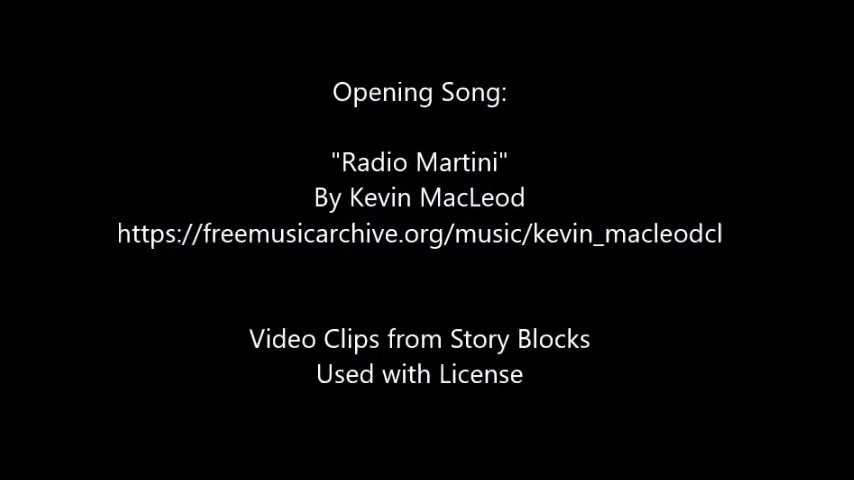 Opening Song:
"Radio Martini"
By Kevin MacLeod
https://freemusicarchive.org/music/kevin_macleodcl
Video Clips from Story Blocks
Used with License